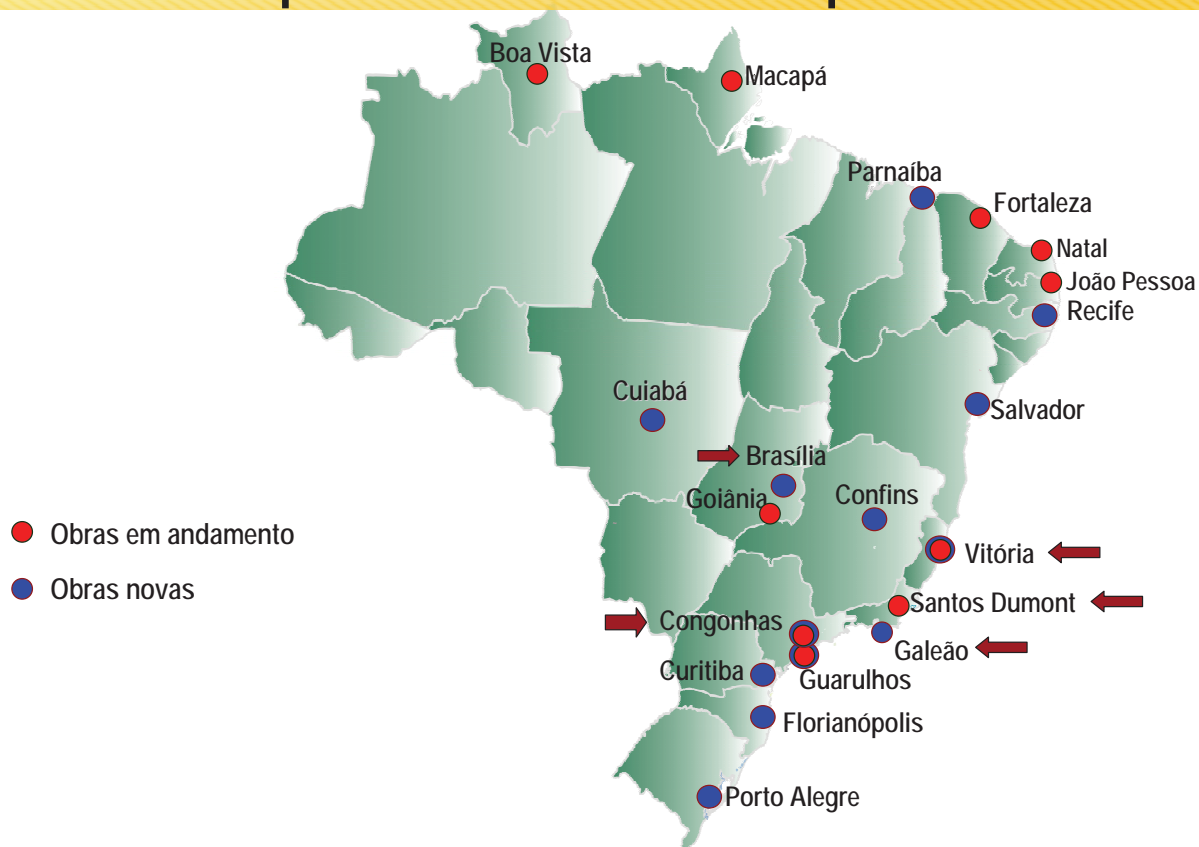 Boa Vista
Macapá
Parnaíba
Fortaleza
Natal
João Pessoa
Recife
Cuiabá
Salvador
Brasília
Goiânia
Confins
Obras em andamento
Vitória
Obras novas
Santos Dumont
Congonhas
Galeão
Curitiba
Guarulhos
Florianópolis
Porto Alegre